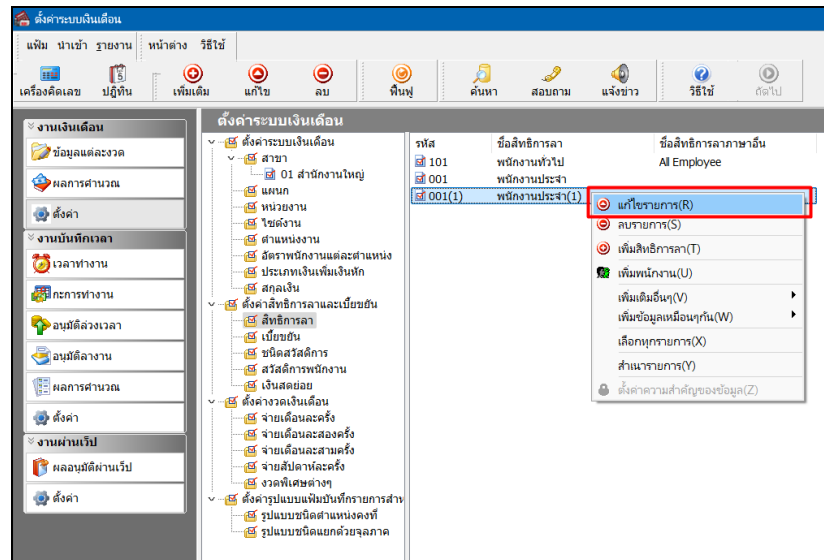 ตั้งค่าระบบเงินเดือน
แฟ้ม นำเข้า รายงาน หน้าต่าง วิธีใช้
เครื่องคิดเลข ปฏิทิน เพิ่มเติม แก้ไข ลบ ฟื้นฟู ค้นหา สอบถาม แจ้งข่าว วิธีใช้ ถัดไป
งานเงินเดือน
ข้อมูลแต่ละงวด
ผลการคำนวณ
ตั้งค่า
งานบันทึกเวลา
เวลาทำงาน
กะการทำงาน
อนุมัติล่วงเวลา
อนุมัติลางาน
ผลการคำนวณ
ตั้งค่า
งานผ่านเว็ป
ผลอนุมัติผ่านเว็ป
ตั้งค่า
ตั้งค่าระบบเงินเดือน
ตั้งค่าระบบเงินเดือน
สาขา
01 สำนักงานใหญ่
แผนก
หน่วยงาน
ไซต์งาน
ตำแหน่งงาน
อัตราพนักงานแต่ละตำแหน่ง
ประเภทเงินเพิ่มเงินหัก
สกุลเงิน
ตั้งค่าสิทธิการลาและเบี้ยขยัน
สิทธิการลา
เบี้ยขยัน
ชนิดสวัสดิการ
สวัสดิการพนักงาน
เงินสดย่อย
ตั้งค่างวดเงินเดือน
จ่ายเดือนละครั้ง
จ่ายเดือนละสองครั้ง
จ่ายเดือนละสามครั้ง
จ่ายสัปดาห์ละครั้ง
งวดพิเศษต่างๆ
ตั้งค่ารูปแบบแฟ้มบันทึกรายการสำห
รูปแบบชนิดตำแหน่งคงที่
รูปแบบชนิดแยกด้วยจุลภาค
รหัส ชื่อสิทธิการลา ชื่อสิทธิการลาภาษาอื่น
101 พนักงานทั่วไป All Employee
001 พนักงานประจำ
001(1) พนักงานประจำ(1)
แก้ไขรายการ(R)
ลบรายการ(S)
เพิ่มสิทธิการลา(T)
เพิ่มพนักงาน(U)
เพิ่มเติมอื่นๆ(V)
เพิ่มข้อมูลเหมือนๆกัน(W)
เลือกทุกรายการ(X)
สำเนารายการ(Y)
ตั้งค่าความสำคัญของข้อมูล(Z)